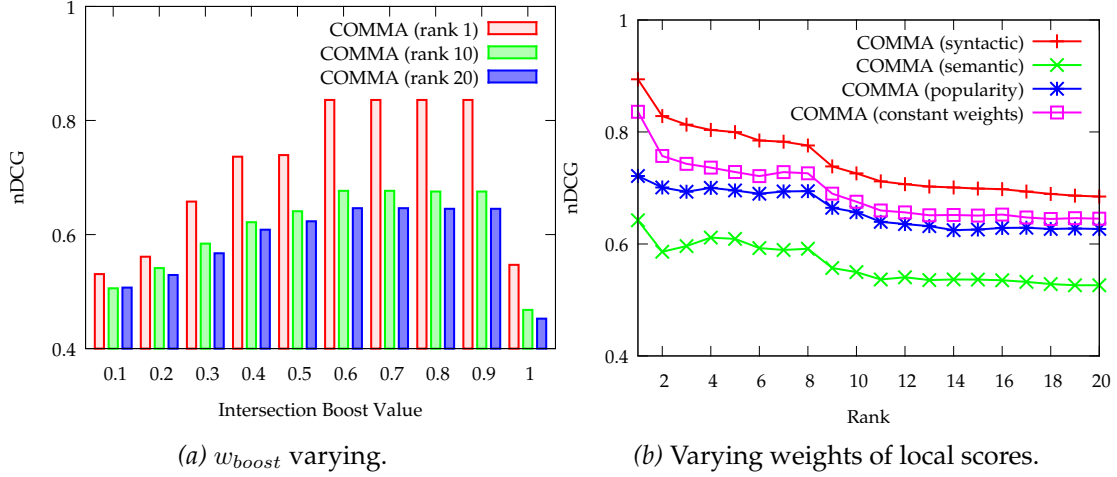 1
0.8
0.6
0.4
nDCG
COMMA (rank 1)
COMMA (rank 10)
COMMA (rank 20)
0.1 0.2 0.3 0.4 0.5 0.6 0.7 0.8 0.9 1
Intersection Boost Value
(a) w_boost varying.
1
0.8
0.6
0.4
nDCG
COMMA (syntactic)
COMMA (semantic)
COMMA (popularity)
COMMA (constant weights)
2 4 6 8 10 12 14 16 18 20
Rank
(b) Varying weights of local scores.